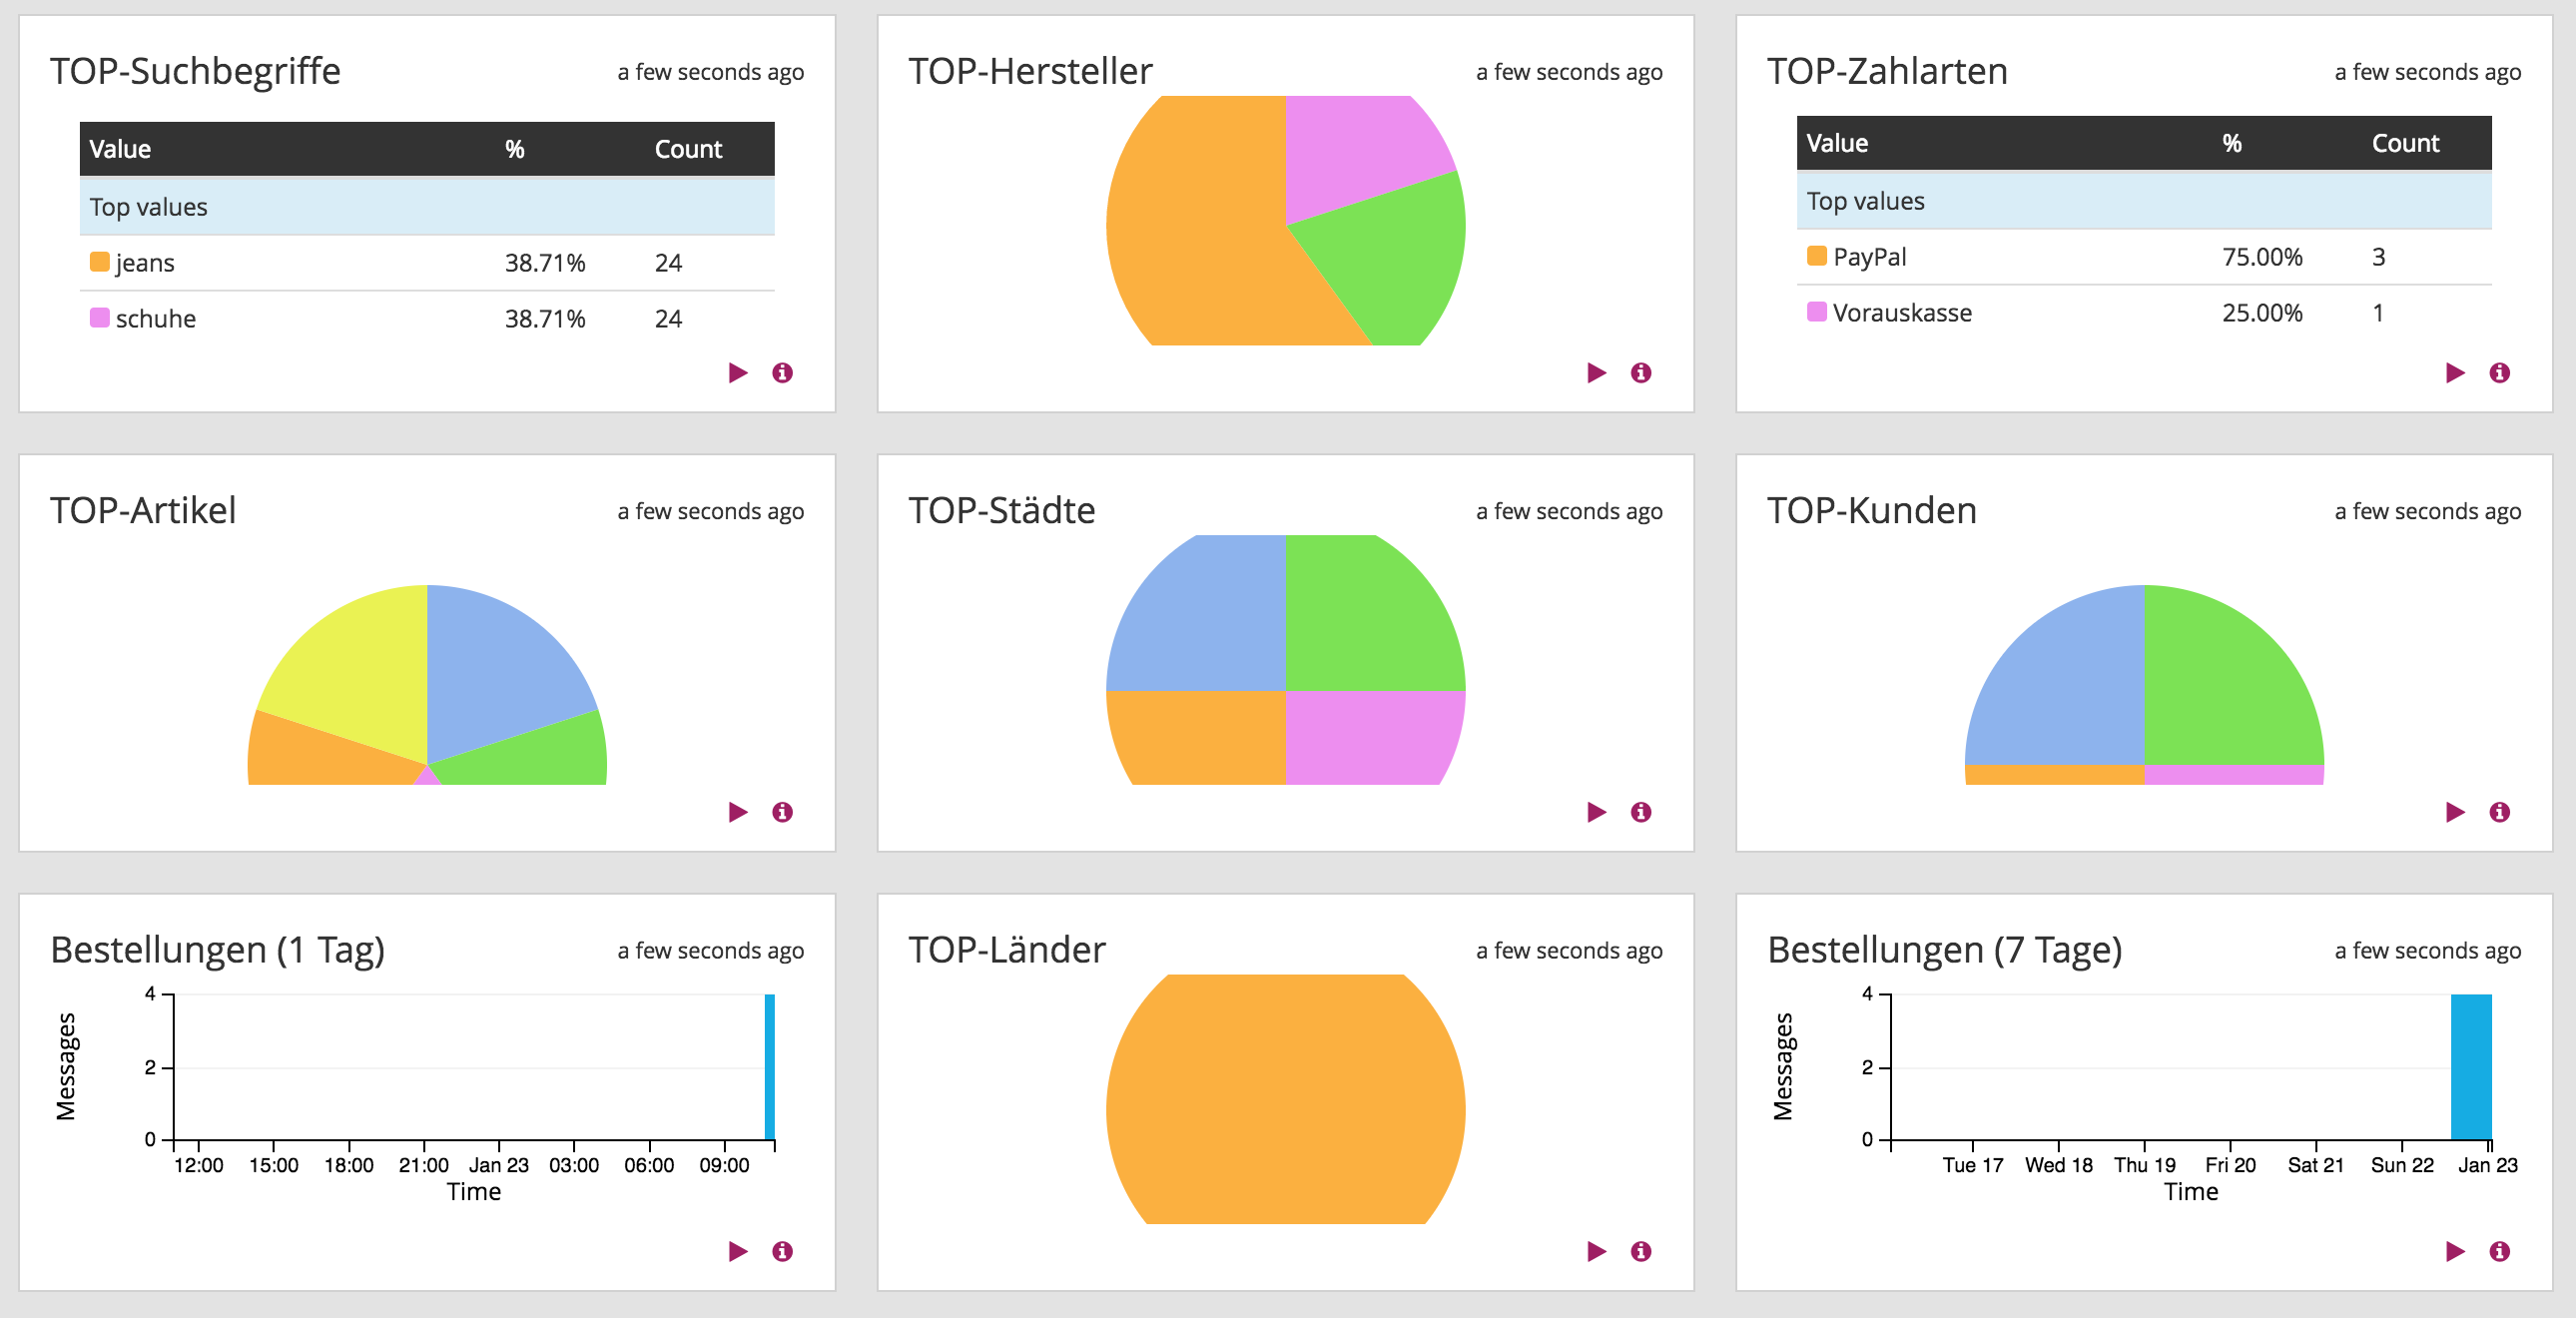 TOP-Suchbegriffe a few seconds ago
Value % Count
Top values
jeans 38.71% 24
schuhe 38.71% 24
TOP-Hersteller a few seconds ago
TOP-Zahlarten a few seconds ago
Value % Count
Top values
PayPal 75.00% 3
Vorauskasse 25.00% 1
TOP-Artikel a few seconds ago
TOP-Städte a few seconds ago
TOP-Kunden a few seconds ago
Bestellungen (1 Tag) a few seconds ago
Messages
4
2
0
12:00 15:00 18:00 21:00 Jan 23 03:00 06:00 09:00
Time
TOP-Länder a few seconds ago
Bestellungen (7 Tage) a few seconds ago
Messages
4
2
0
Tue 17 Wed 18 Thu 19 Fri 20 Sat 21 Sun 22 Jan 23
Time